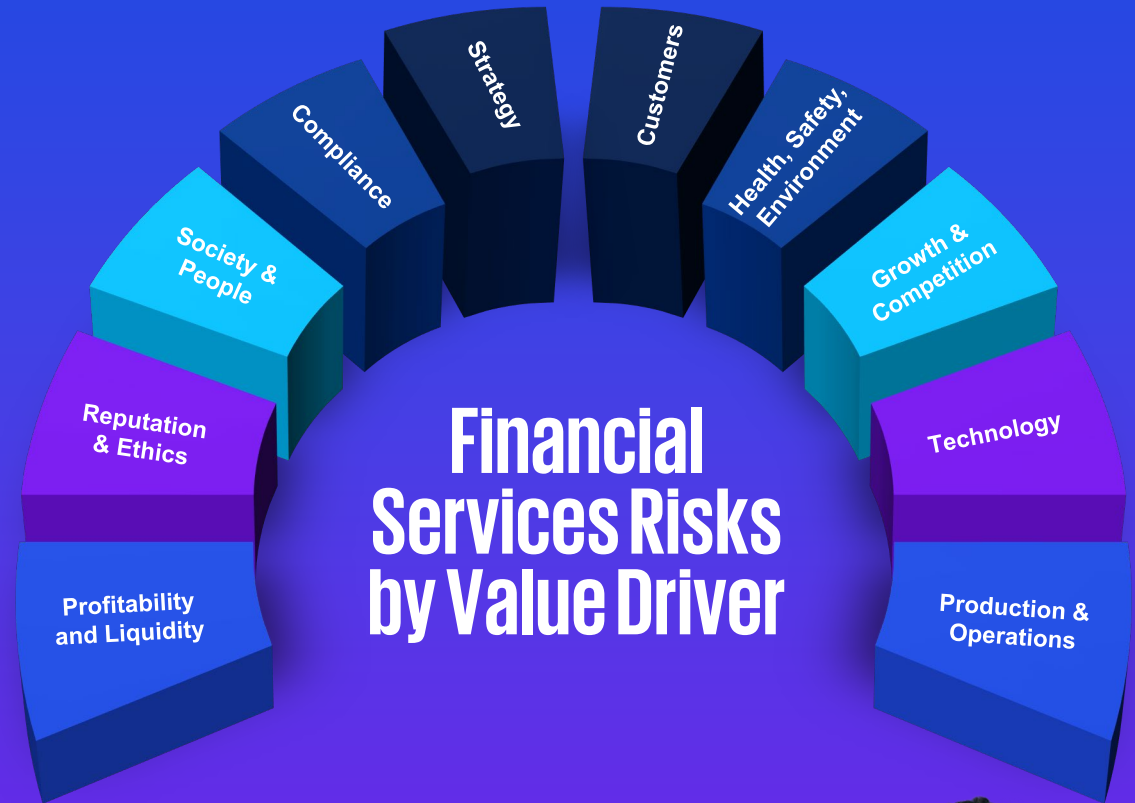 Strategy
Customers
Compliance
Health, Safety,
Environment
Society &
People
Growth &
Competition
Reputation
& Ethics
Technology
Profitability
and Liquidity
Production &
Operations
Financial
Services Risks
by Value Driver